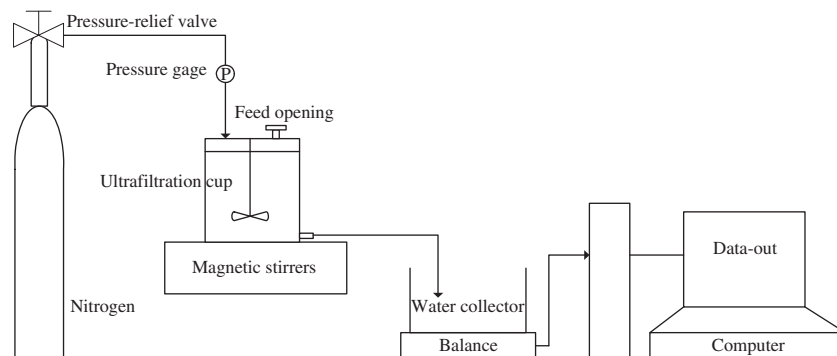 Pressure-relief valve
Pressure gage
P
Feed opening
Ultrafiltration cup
Magnetic stirrers
Nitrogen
Water collector
Balance
Data-out
Computer